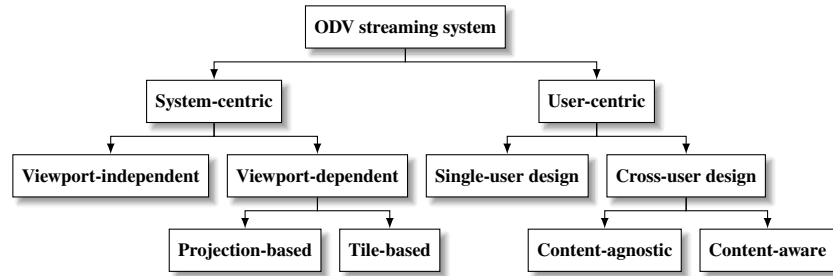 ODV streaming system
System-centric
User-centric
Viewport-independent
Viewport-dependent
Single-user design
Cross-user design
Projection-based
Tile-based
Content-agnostic
Content-aware